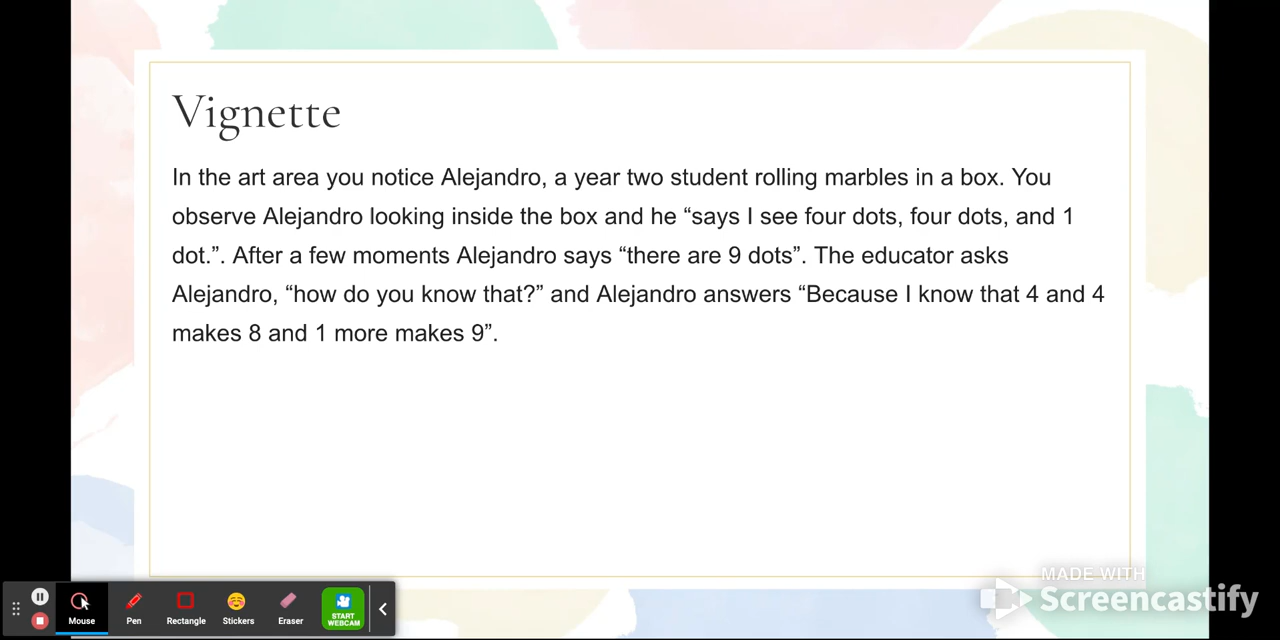 Vignette
In the art area you notice Alejandro, a year two student rolling marbles in a box. You
observe Alejandro looking inside the box and he “says I see four dots, four dots, and 1
dot.”. After a few moments Alejandro says “there are 9 dots”. The educator asks
Alejandro, “how do you know that?” and Alejandro answers “Because I know that 4 and 4
makes 8 and 1 more makes 9”.
MADE WITH
Screencastify
Mouse
Pen
Rectangle
Stickers
Eraser
START
WEBCAM